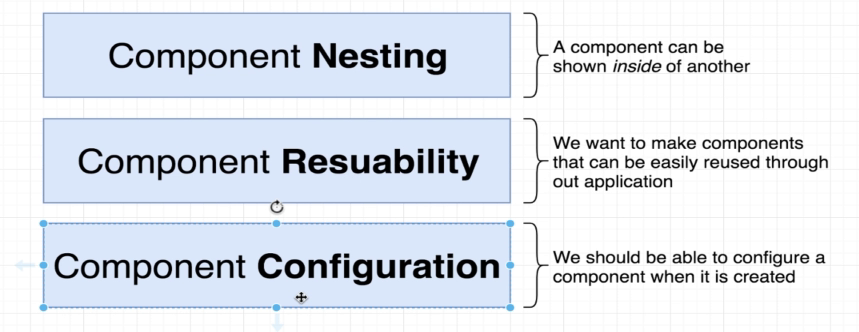 Component Nesting
A component can be
shown inside of another
Component Resuability
We want to make components
that can be easily reused through
out application
Component Configuration
We should be able to configure a
component when it is created